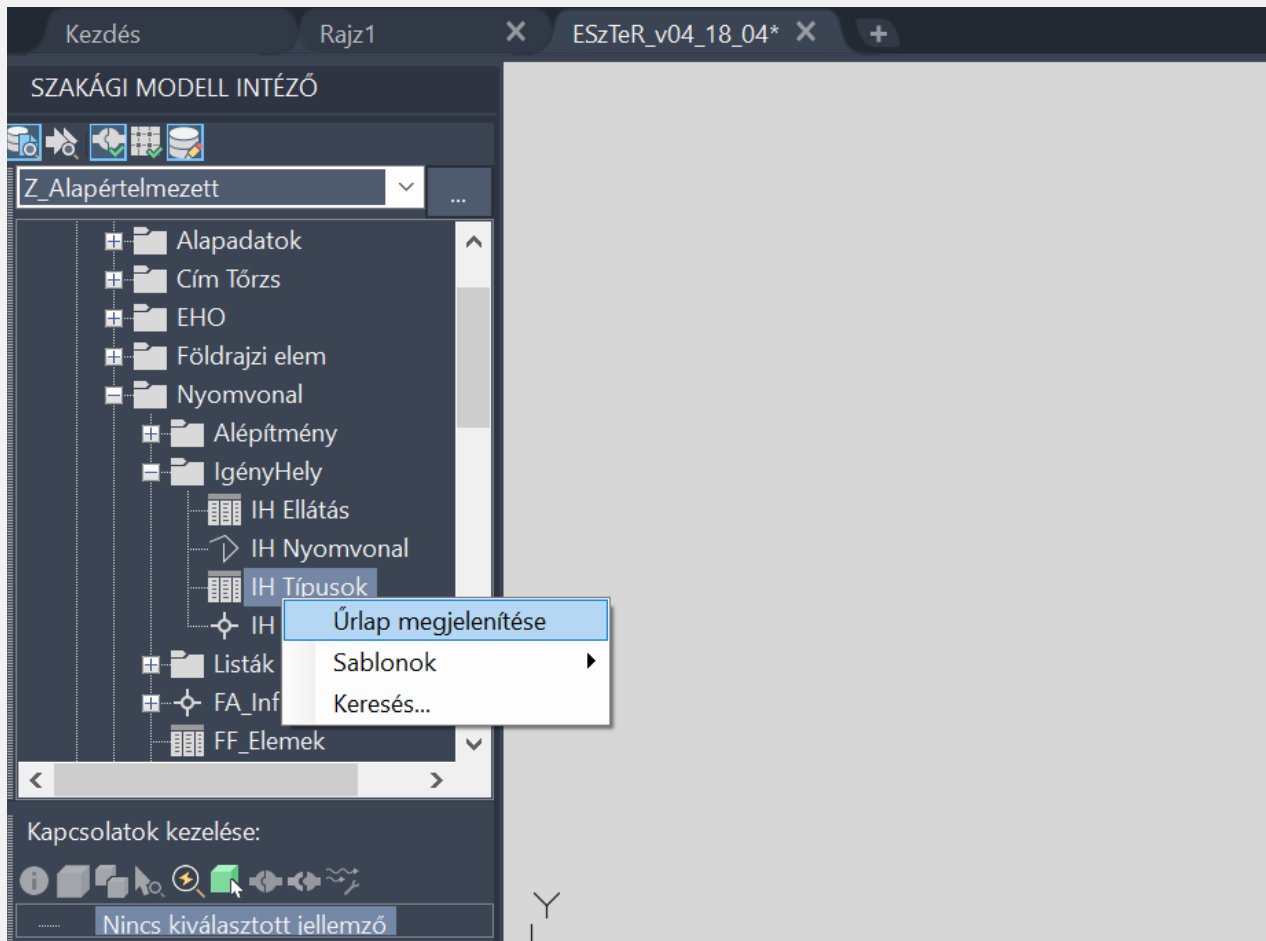 Kezdés
Rajz1
ESzTeR_v04_18_04*
SZAKÁGI MODELL INTÉZŐ
Z_Alapértelmezett
...
Alapadatok
Cím Tőrzs
EHO
Földrajzi elem
Nyomvonal
Alépítmény
IgényHely
IH Ellátás
IH Nyomvonal
IH Típusok
IH
Űrlap megjelenítése
Sablonok
Keresés...
Listák
FA_Inf
FF_Elemek
Kapcsolatok kezelése:
Nincs kiválasztott jellemző
Y